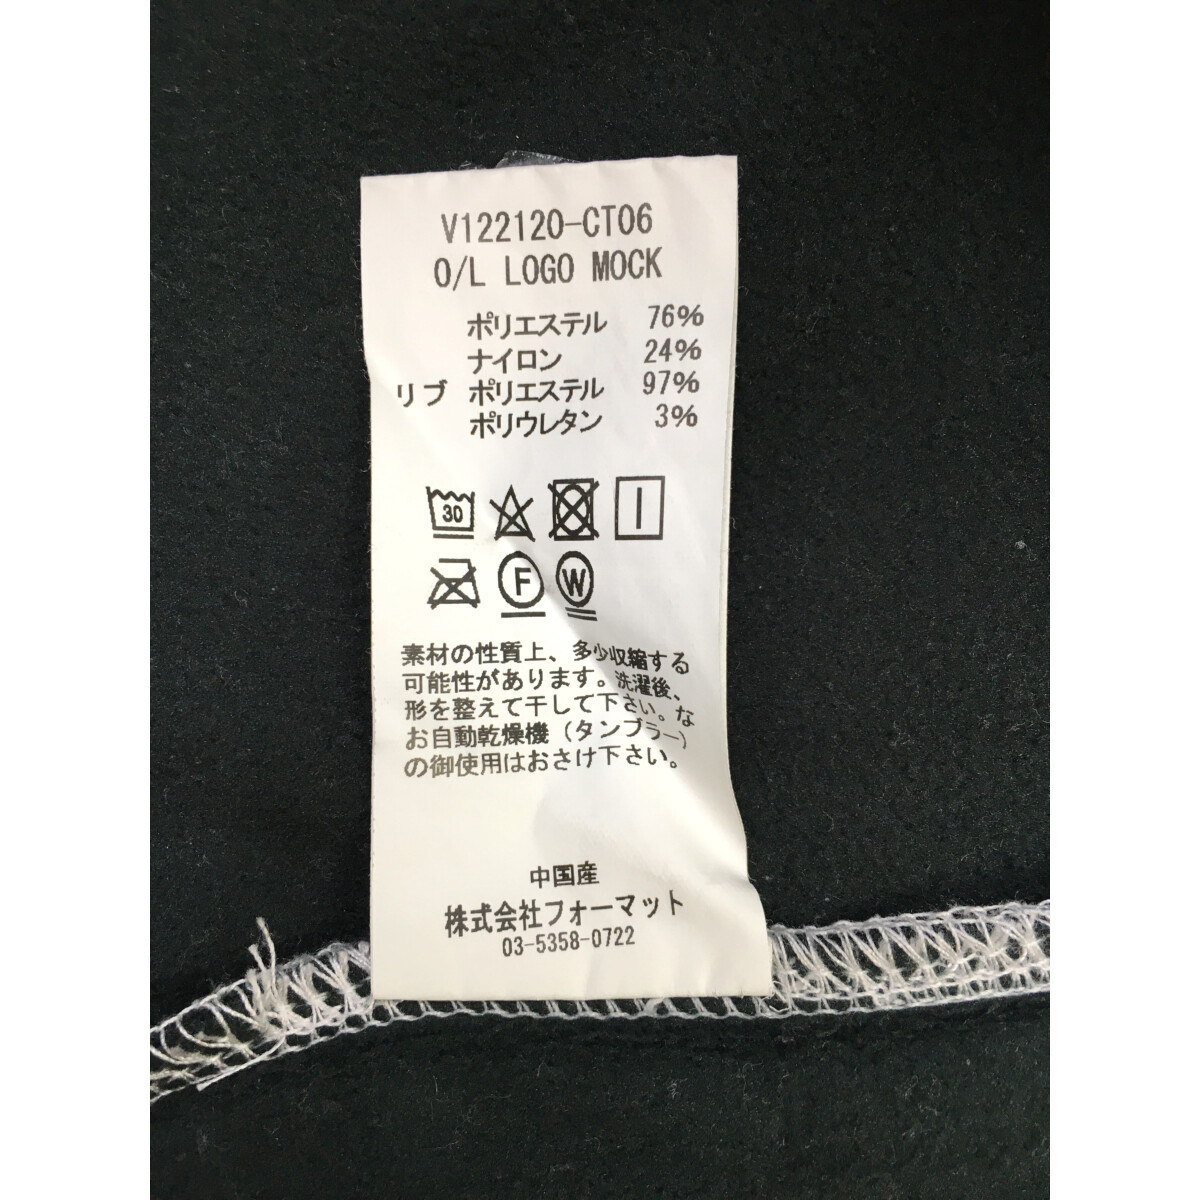 V122120-CT06
O/L LOGO MOCK
ポリエステル 76%
ナイロン 24%
リブ ポリエステル 97%
ポリウレタン 3%
30
F W
素材の性質上、多少収縮する
可能性があります。洗濯後、
形を整えて干して下さい。な
お自動乾燥機(タンブラー)
の御使用はおさけ下さい。
中国産
株式会社フォーマット
03-5358-0722